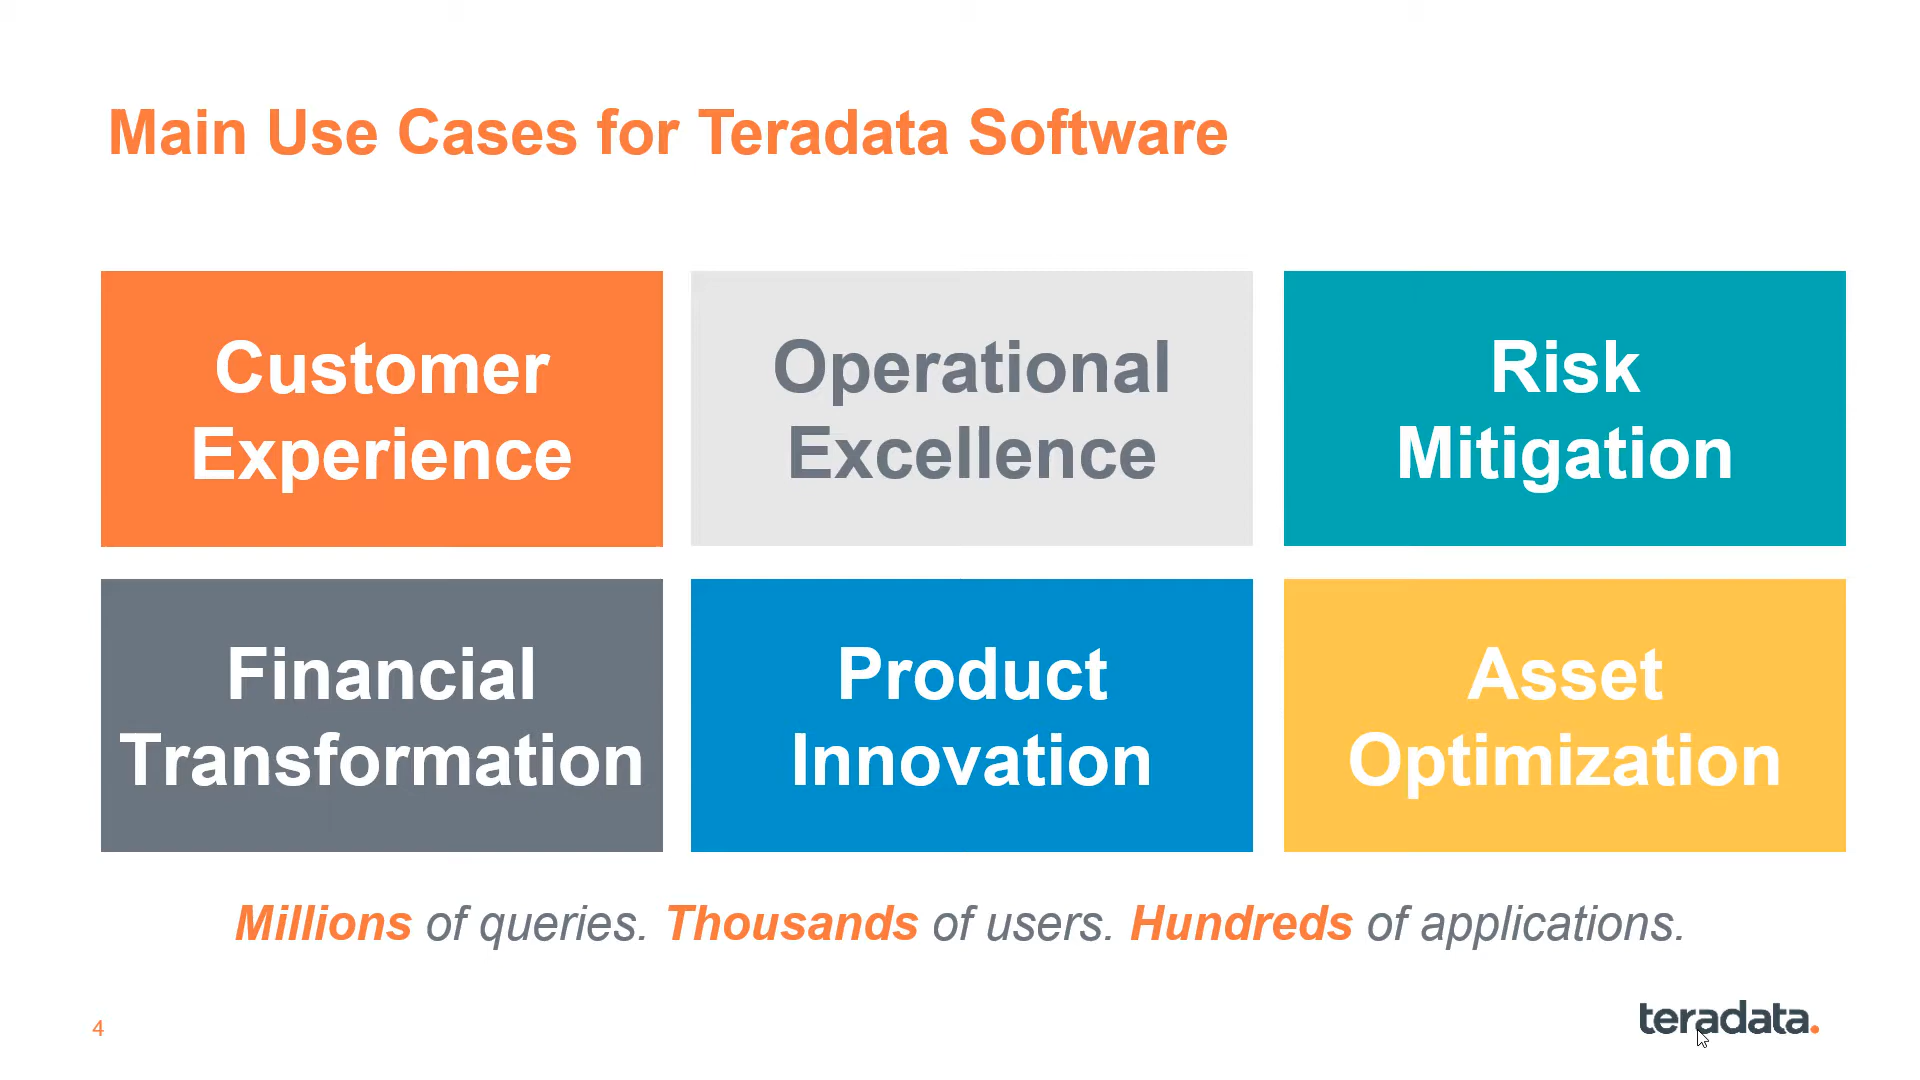 Main Use Cases for Teradata Software
Customer
Experience
Operational
Excellence
Risk
Mitigation
Financial
Transformation
Product
Innovation
Asset
Optimization
Millions of queries. Thousands of users. Hundreds of applications.
4
teradata.